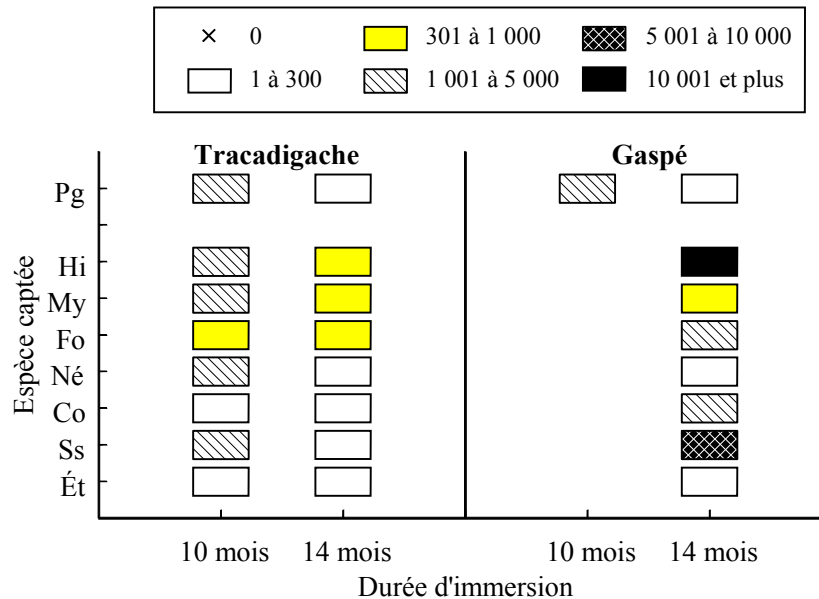 × 0 301 à 1 000 5 001 à 10 000
1 à 300 1 001 à 5 000 10 001 et plus
Tracadigache Gaspé
Espèce captée
Pg
Hi
My
Fo
Né
Co
Ss
Ét
10 mois 14 mois 10 mois 14 mois
Durée d'immersion